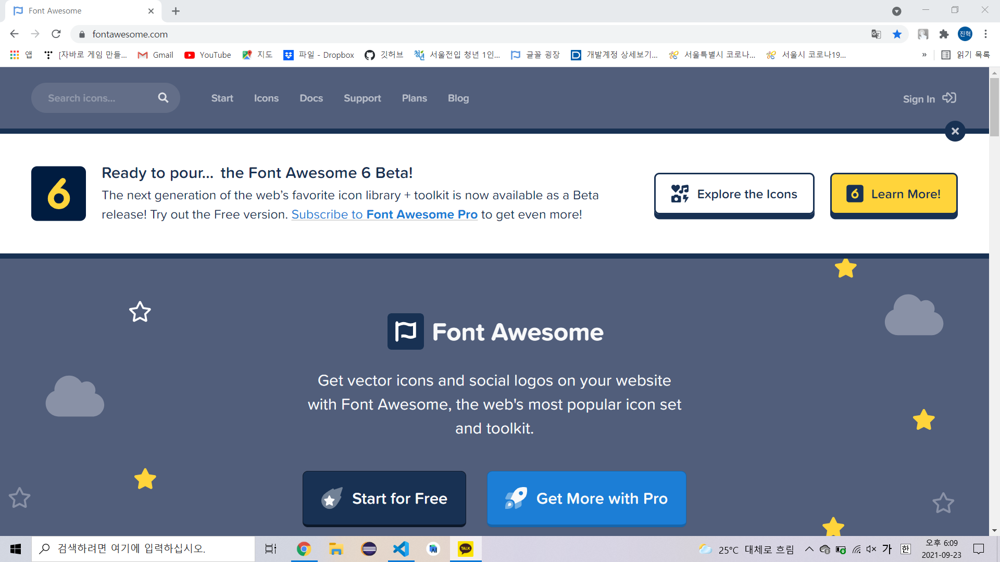 Font Awesome
fontawesome.com
진혁
앱
[자바로 게임 만들...
Gmail
YouTube
지도
파일 - Dropbox
깃허브
서울전입 청년 1인...
글꼴 굉장
개발계정 상세보기...
서울특별시 코로나...
서울시 코로나19...
»
읽기 목록
Search icons...
Start
Icons
Docs
Support
Plans
Blog
Sign In
6
Ready to pour... the Font Awesome 6 Beta!
The next generation of the web's favorite icon library + toolkit is now available as a Beta
release! Try out the Free version. Subscribe to Font Awesome Pro to get even more!
Explore the Icons
6 Learn More!
Font Awesome
Get vector icons and social logos on your website
with Font Awesome, the web's most popular icon set
and toolkit.
Start for Free
Get More with Pro
검색하려면 여기에 입력하십시오.
TALK
25°C 대체로 흐림
가
한
오후 6:09
2021-09-23